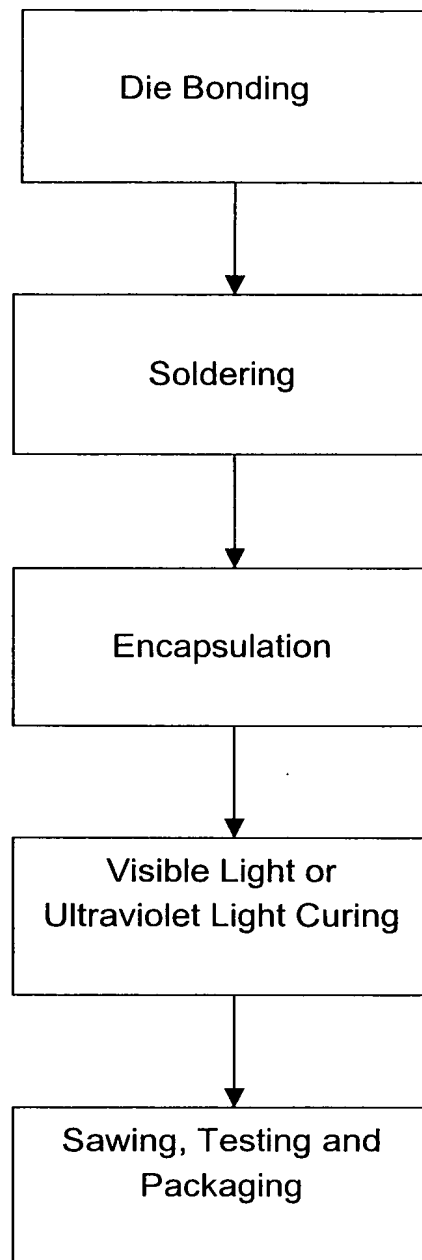 Die Bonding
Soldering
Encapsulation
Visible Light or
Ultraviolet Light Curing
Sawing, Testing and
Packaging